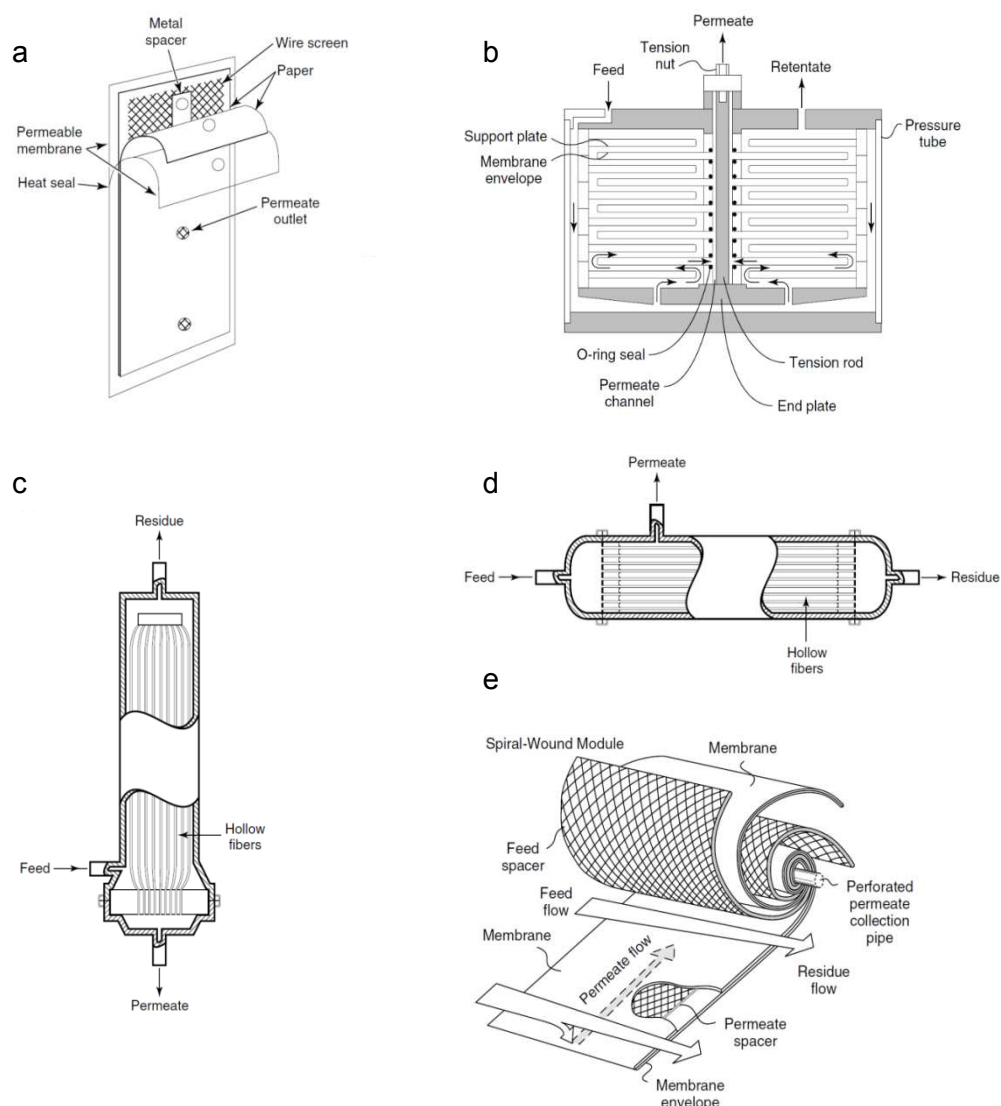 a
Metal
spacer
Wire screen
Paper
Permeable
membrane
Heat seal
Permeate
outlet
b
Permeate
Tension
nut
Feed
Retentate
Support plate
Membrane
envelope
Pressure
tube
O-ring seal
Tension rod
Permeate
channel
End plate
c
Residue
Hollow
fibers
Feed
Permeate
d
Permeate
Feed
Residue
Hollow
fibers
e
Spiral-Wound Module
Membrane
Feed
spacer
Perforated
permeate
collection
pipe
Feed
flow
Membrane
Permeate flow
Residue
flow
Permeate
spacer
Membrane
envelope